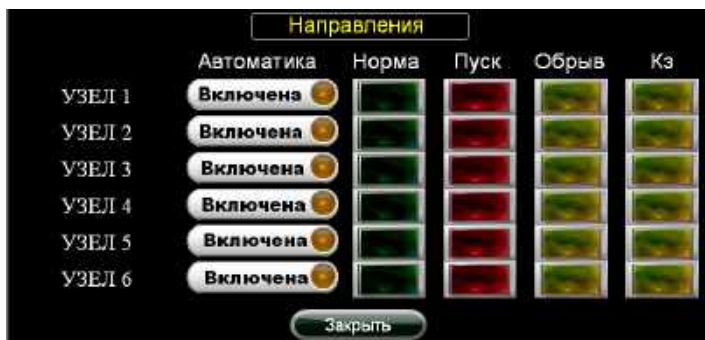 Направления
Автоматика Норма Пуск Обрыв Кз
УЗЕЛ 1 Включена
УЗЕЛ 2 Включена
УЗЕЛ 3 Включена
УЗЕЛ 4 Включена
УЗЕЛ 5 Включена
УЗЕЛ 6 Включена
Закрыть